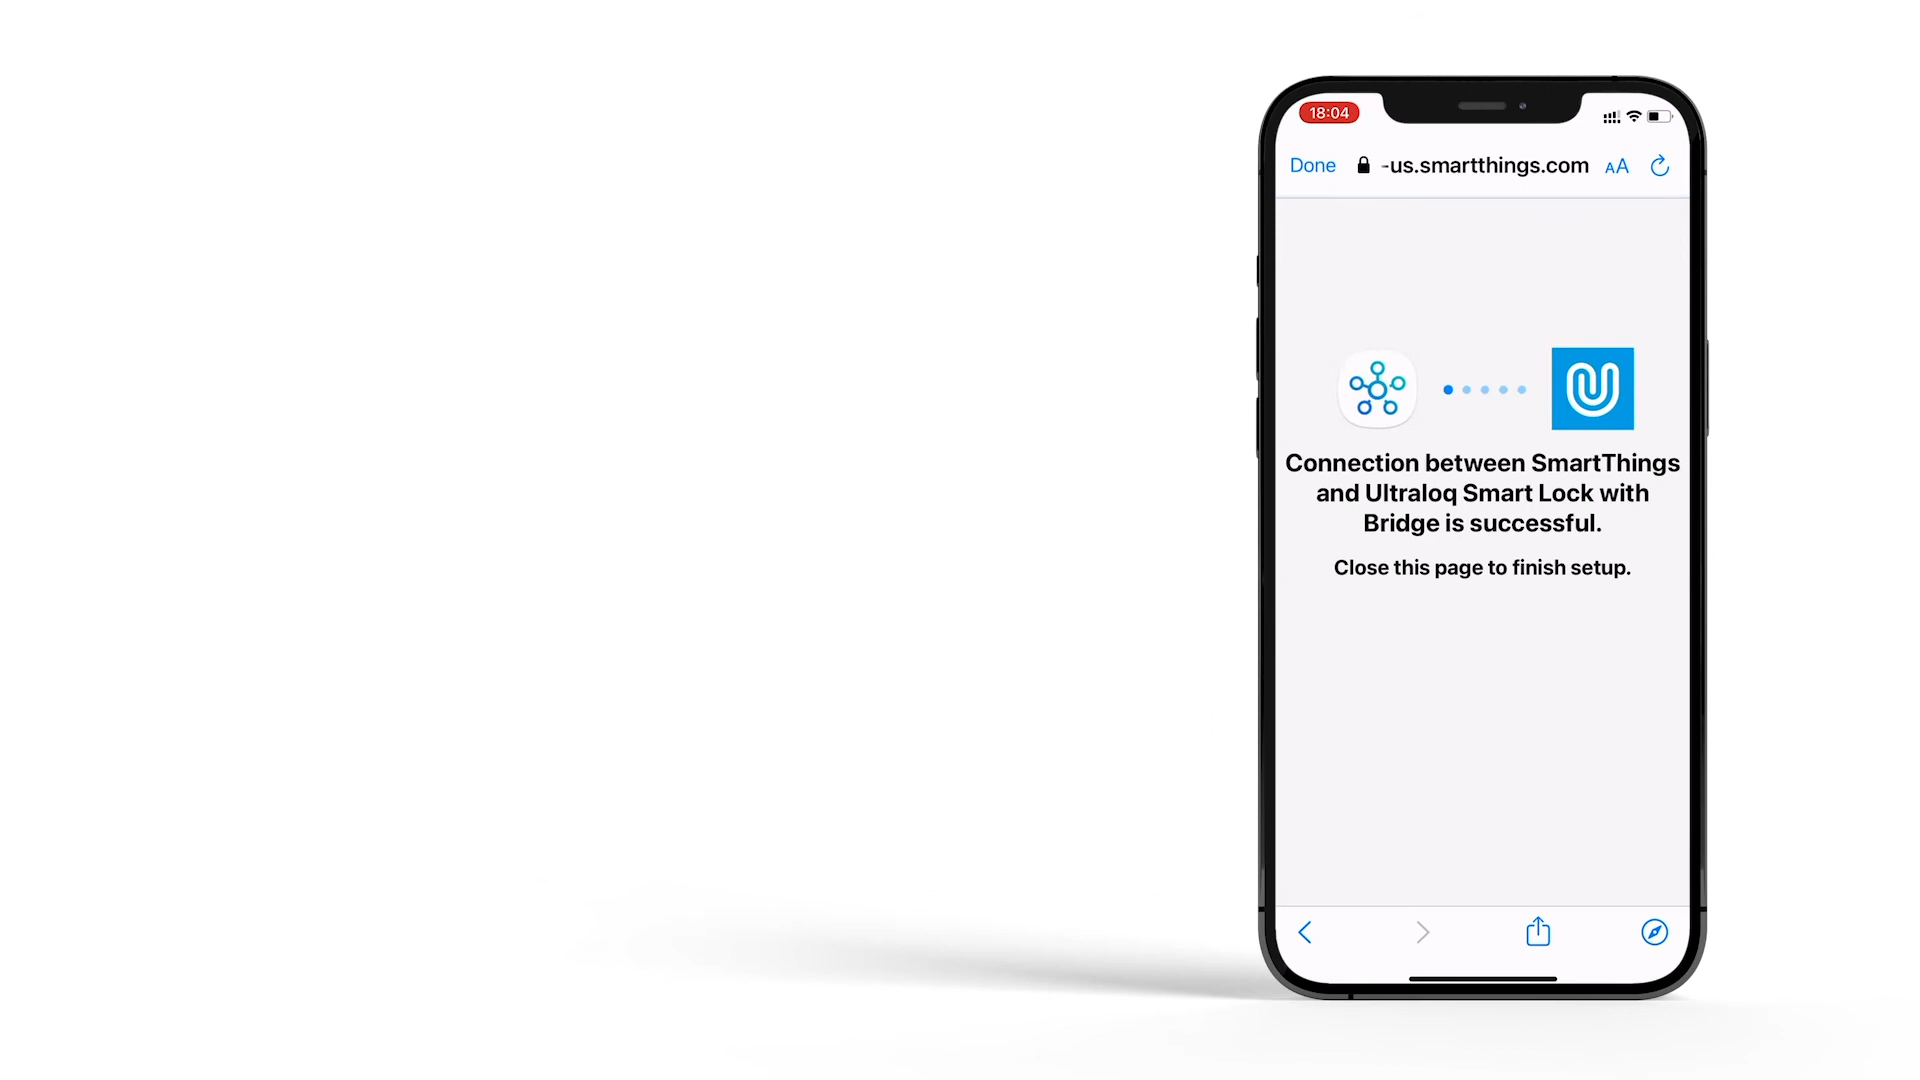 18:04
Done -us.smartthings.com AA
Connection between SmartThings
and Ultraloq Smart Lock with
Bridge is successful.
Close this page to finish setup.